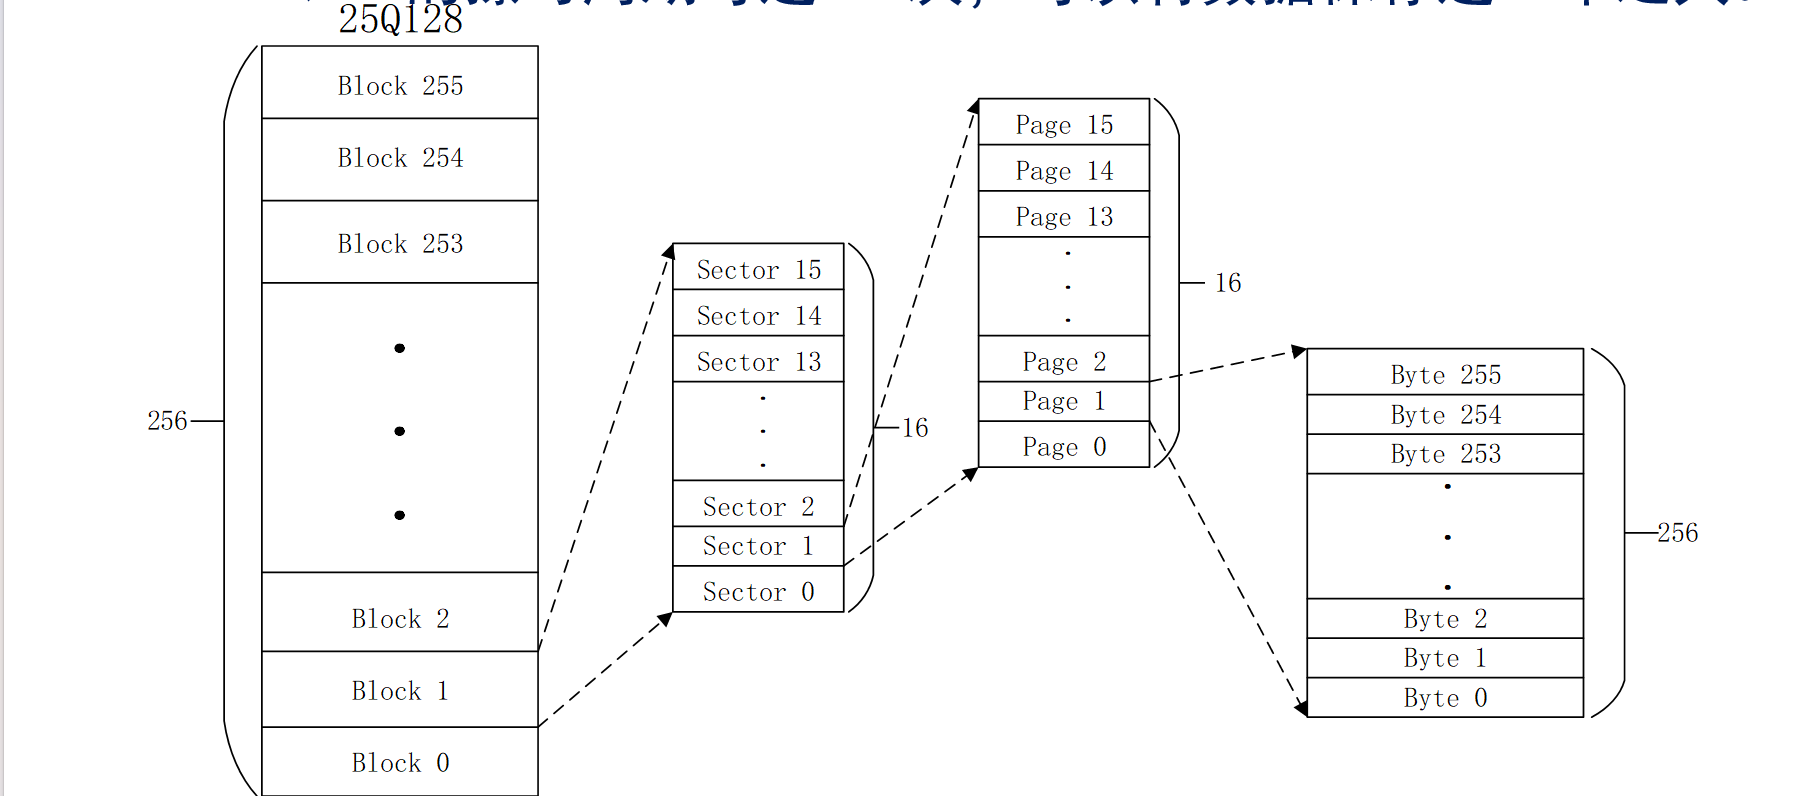 25Q128
Block 255
Block 254
Block 253
Block 2
Block 1
Block 0
256
Sector 15
Sector 14
Sector 13
Sector 2
Sector 1
Sector 0
16
Page 15
Page 14
Page 13
Page 2
Page 1
Page 0
16
Byte 255
Byte 254
Byte 253
Byte 2
Byte 1
Byte 0
256